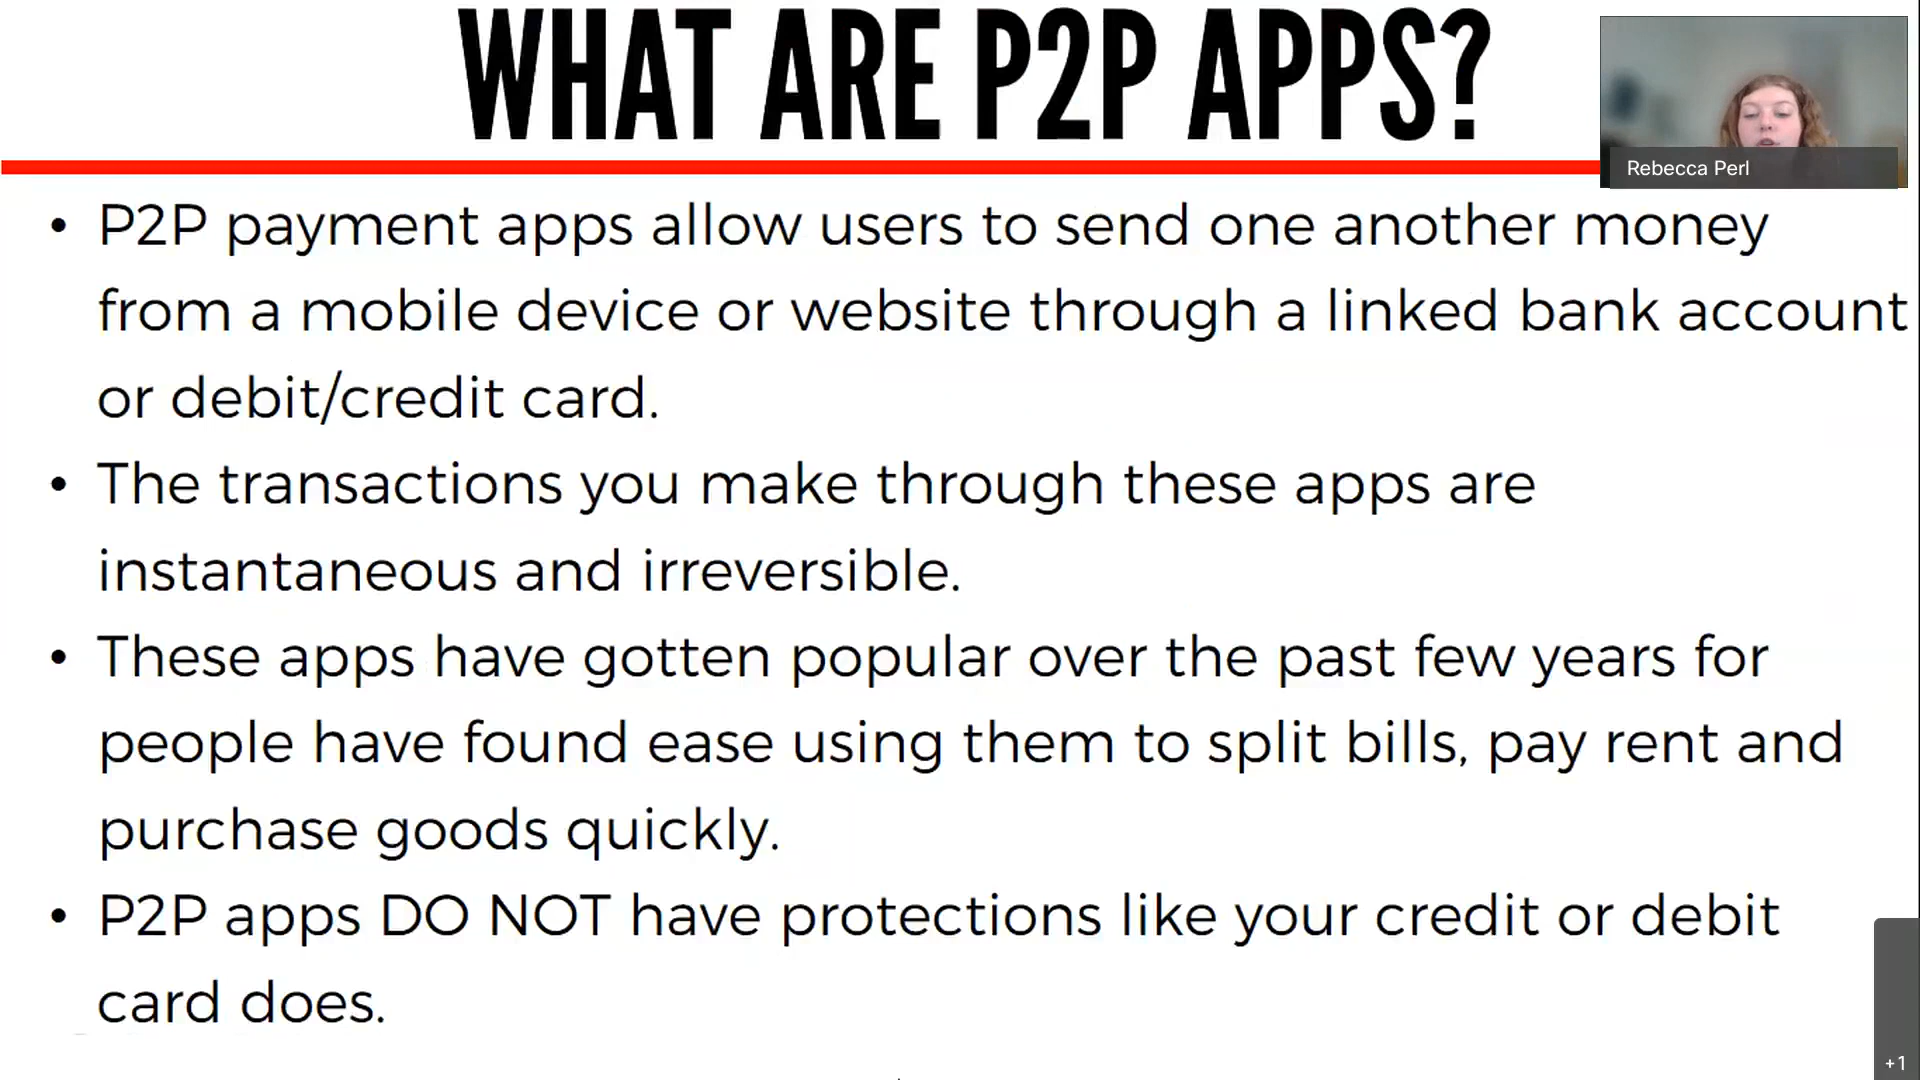 WHAT ARE P2P APPS?
Rebecca Perl
• P2P payment apps allow users to send one another money
from a mobile device or website through a linked bank account
or debit/credit card.
• The transactions you make through these apps are
instantaneous and irreversible.
• These apps have gotten popular over the past few years for
people have found ease using them to split bills, pay rent and
purchase goods quickly.
• P2P apps DO NOT have protections like your credit or debit
card does.
+1